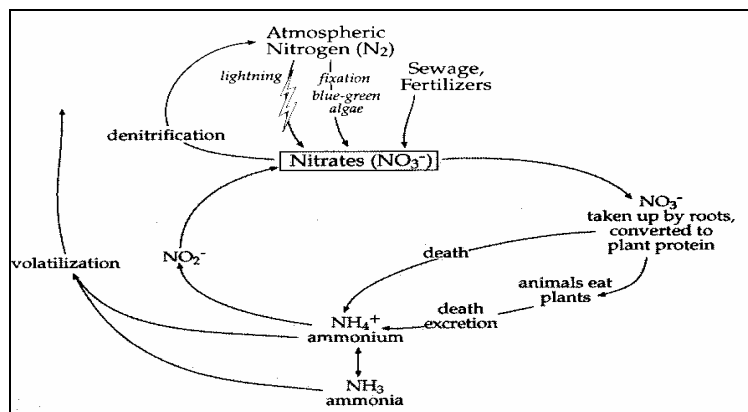 Atmospheric
Nitrogen (N₂)
lightning
fixation
blue-green
algae
Sewage,
Fertilizers
denitrification
Nitrates (NO₃⁻)
NO₃⁻
taken up by roots,
converted to
plant protein
death
volatilization
NO₂⁻
animals eat
plants
death
excretion
NH₄⁺
ammonium
NH₃
ammonia